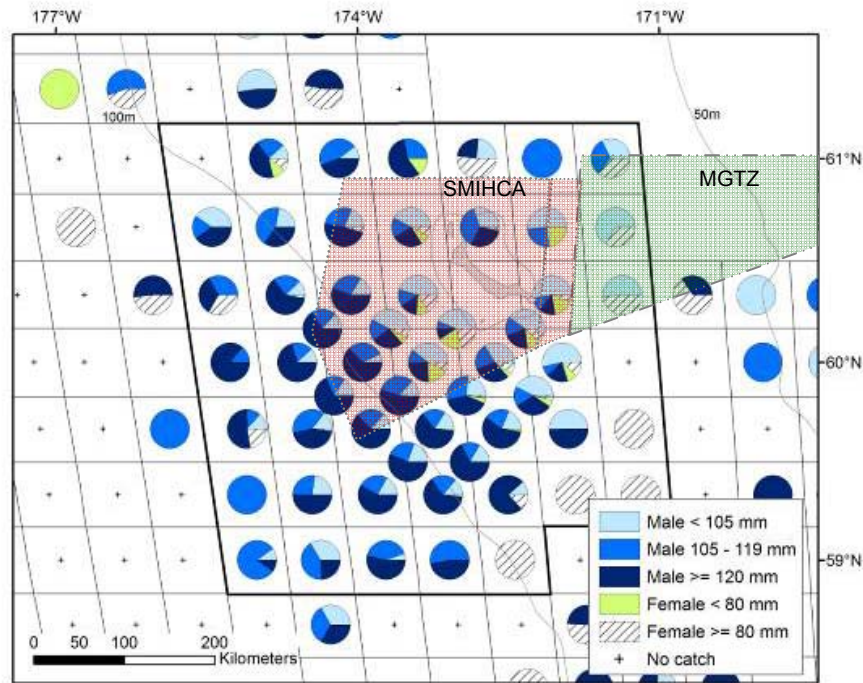 177°W
174°W
171°W
100m
50m
61°N
SMIHCA
MGTZ
60°N
59°N
Male < 105 mm
Male 105 - 119 mm
Male >= 120 mm
Female < 80 mm
Female >= 80 mm
+ No catch
0 50 100 200
Kilometers